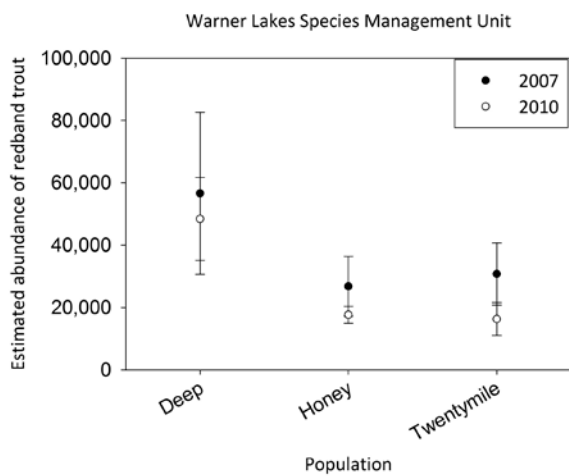 Warner Lakes Species Management Unit
Estimated abundance of redband trout
100,000
80,000
60,000
40,000
20,000
0
2007
2010
Deep
Honey
Twentymile
Population